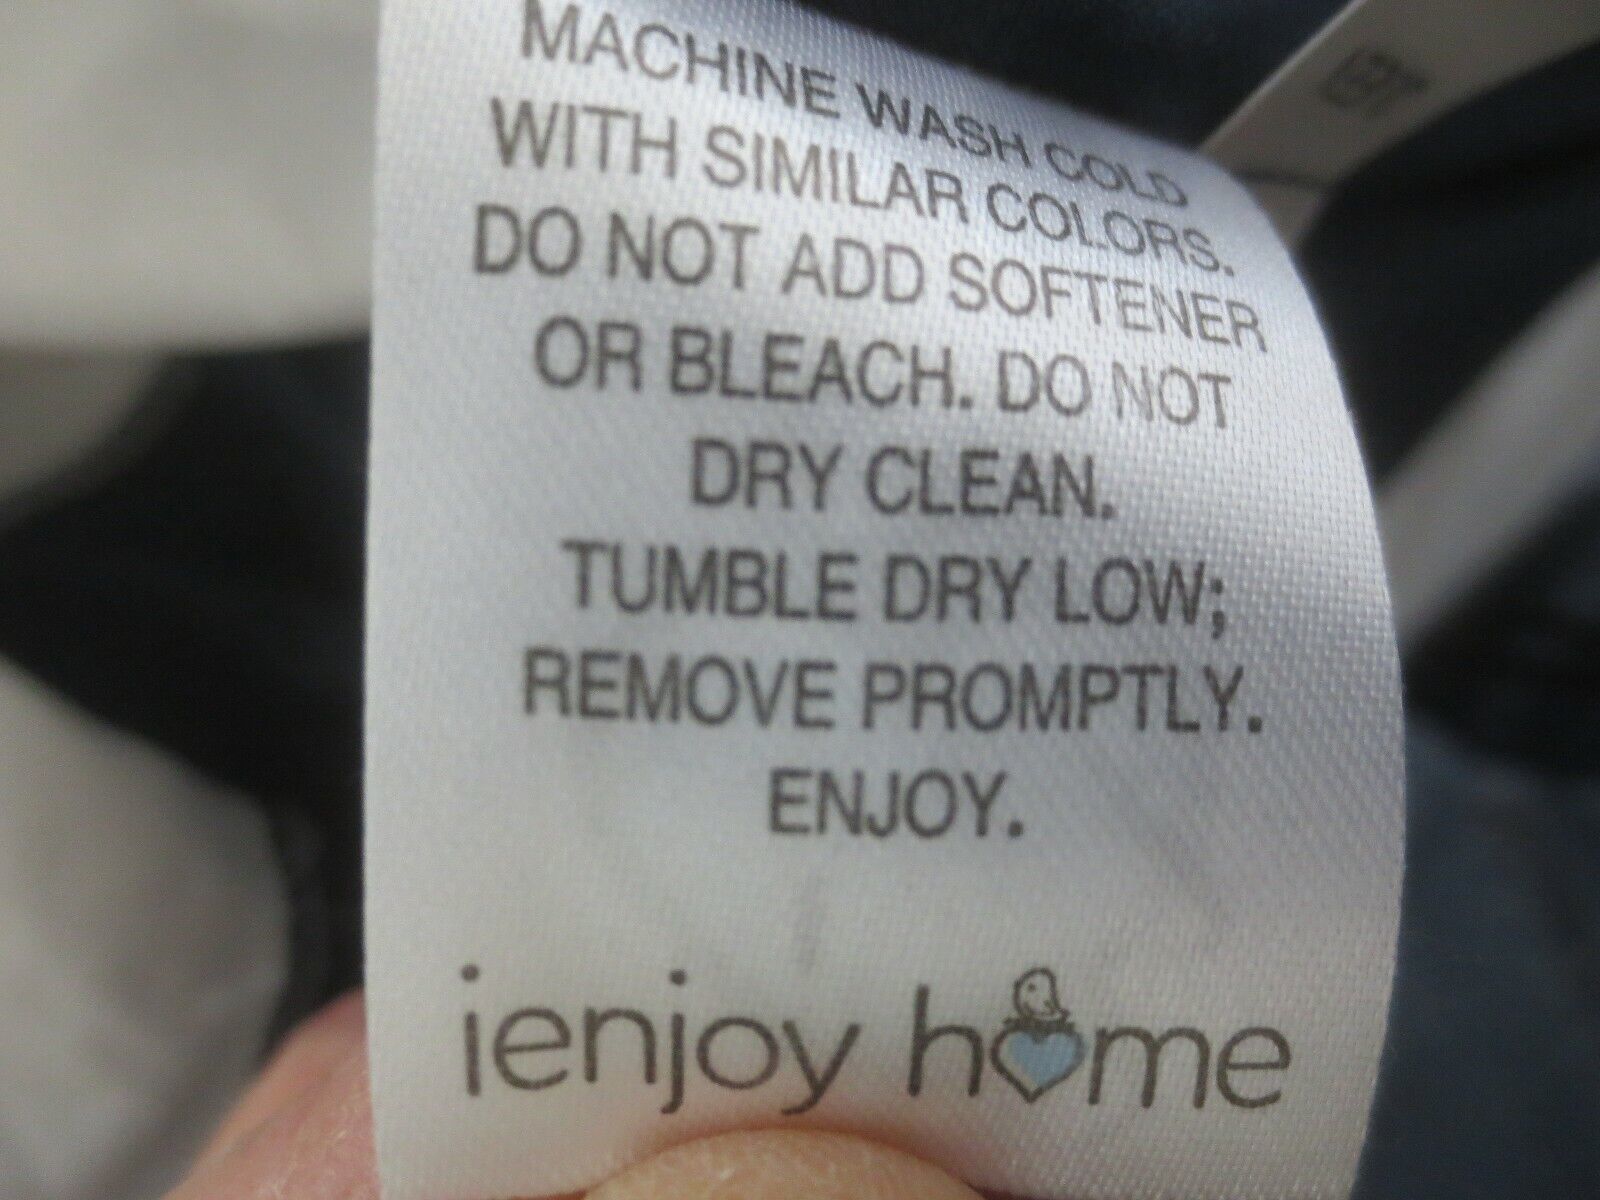 MACHINE WASH COLD
WITH SIMILAR COLORS.
DO NOT ADD SOFTENER
OR BLEACH. DO NOT
DRY CLEAN.
TUMBLE DRY LOW;
REMOVE PROMPTLY.
ENJOY.
ienjoy home